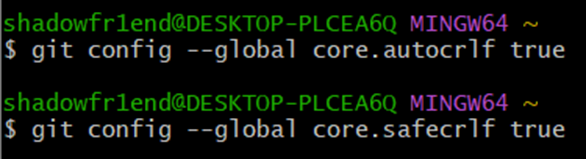 shadowfr1end@DESKTOP-PLCEA6Q MINGW64 ~
$ git config --global core.autocrlf true
shadowfr1end@DESKTOP-PLCEA6Q MINGW64 ~
$ git config --global core.safecrlf true